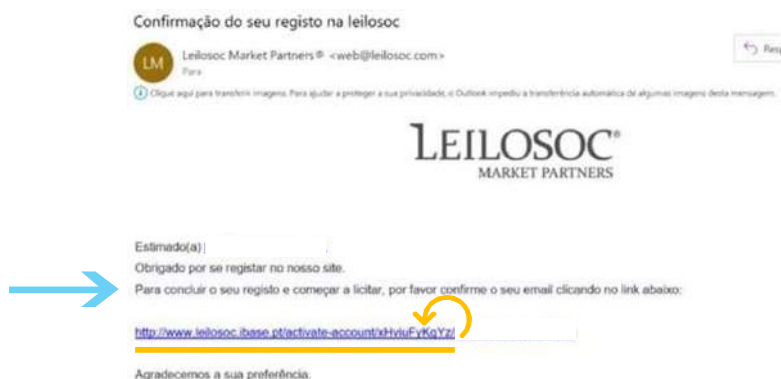 Confirmação do seu registo na leilosoc
LM
Leilosoc Market Partners® <web@leilosoc.com>
Para
Clique aqui para transferir imagens. Para ajudar a proteger a sua privacidade, o Outlook impediu a transferência automática de algumas imagens desta mensagem.
LEILOSOC®
MARKET PARTNERS
Estimado(a)
Obrigado por se registar no nosso site.
Para concluir o seu registo e começar a licitar, por favor confirme o seu email clicando no link abaixo:
http://www.leilosoc.ibase.pt/activate-account/xHviuFyKqYz/
Agradecemos a sua preferência.